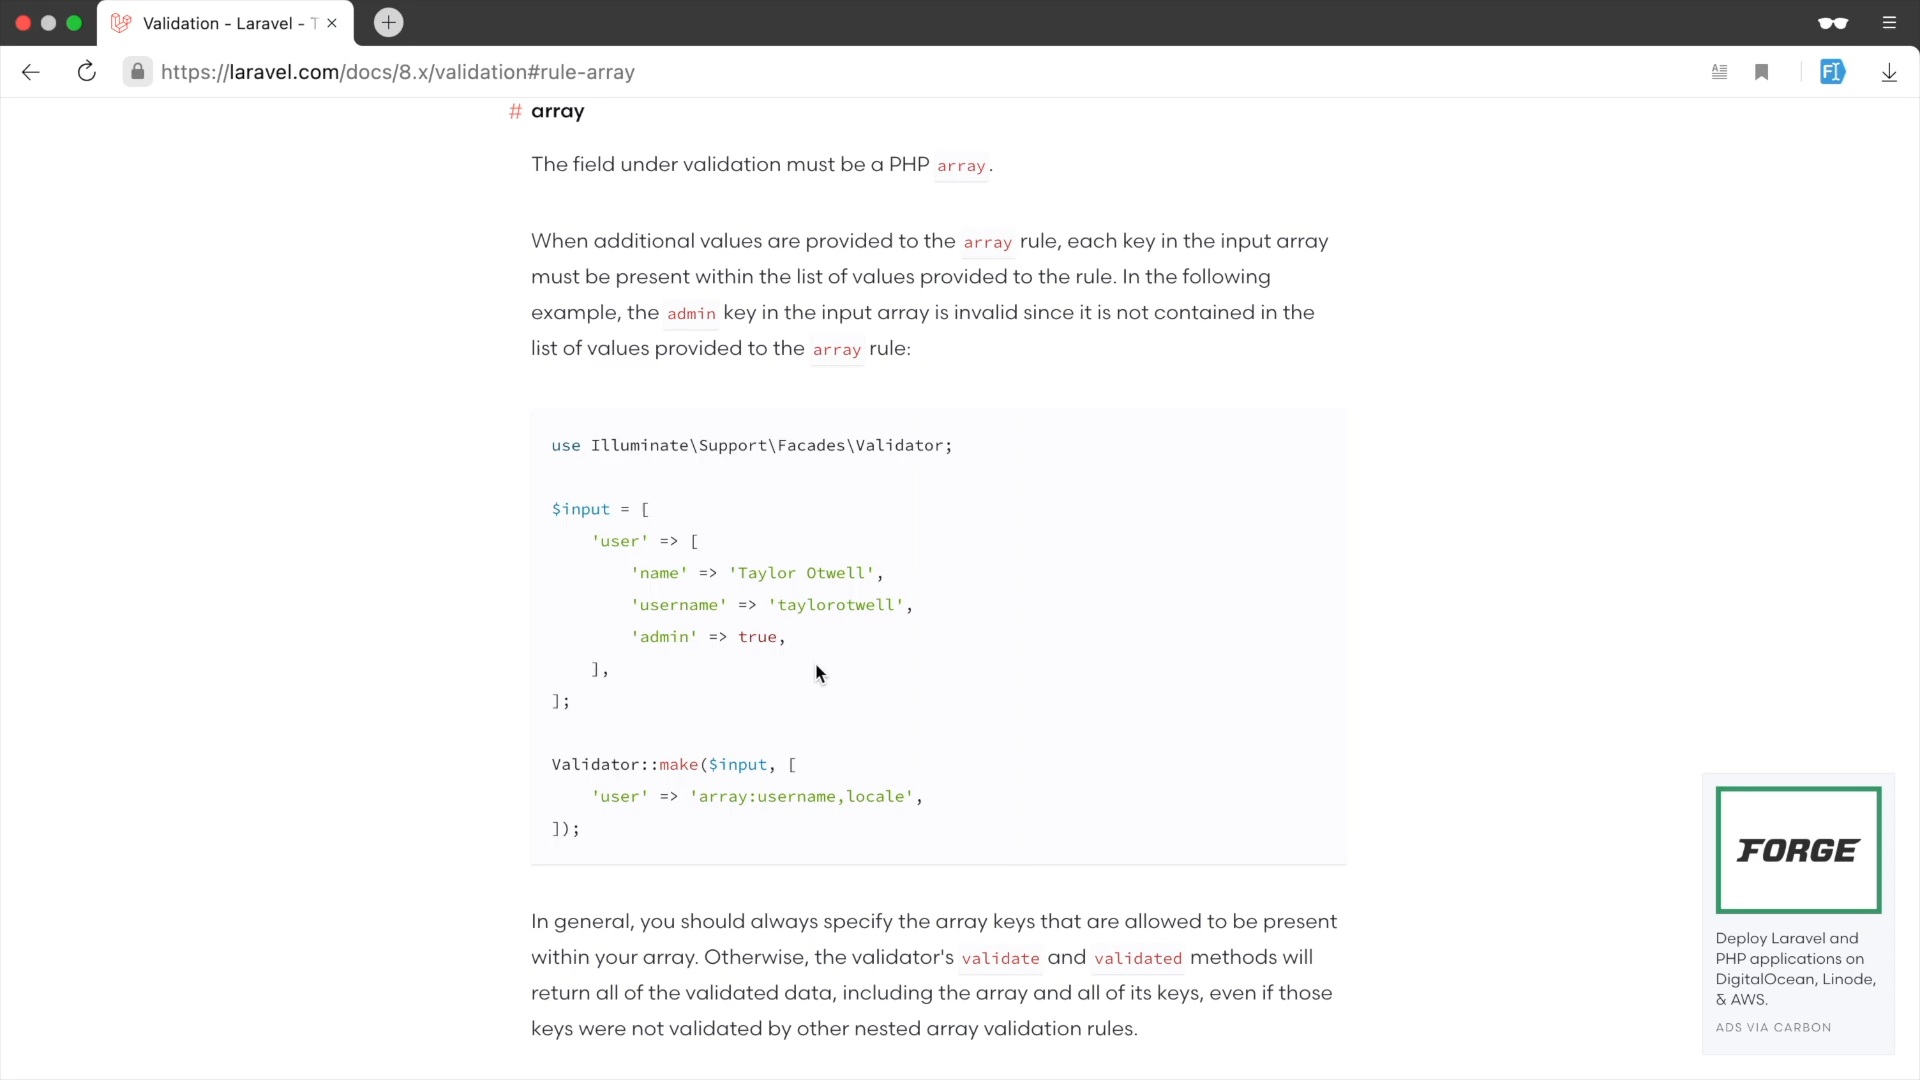 Validation - Laravel - T
https://laravel.com/docs/8.x/validation#rule-array
# array
The field under validation must be a PHP array.
When additional values are provided to the array rule, each key in the input array
must be present within the list of values provided to the rule. In the following
example, the admin key in the input array is invalid since it is not contained in the
list of values provided to the array rule:
use Illuminate\Support\Facades\Validator;
$input = [
    'user' => [
        'name' => 'Taylor Otwell',
        'username' => 'taylorotwell',
        'admin' => true,
    ],
];
Validator::make($input, [
    'user' => 'array:username,locale',
]);
In general, you should always specify the array keys that are allowed to be present
within your array. Otherwise, the validator's validate and validated methods will
return all of the validated data, including the array and all of its keys, even if those
keys were not validated by other nested array validation rules.
FORGE
Deploy Laravel and
PHP applications on
DigitalOcean, Linode,
& AWS.
ADS VIA CARBON